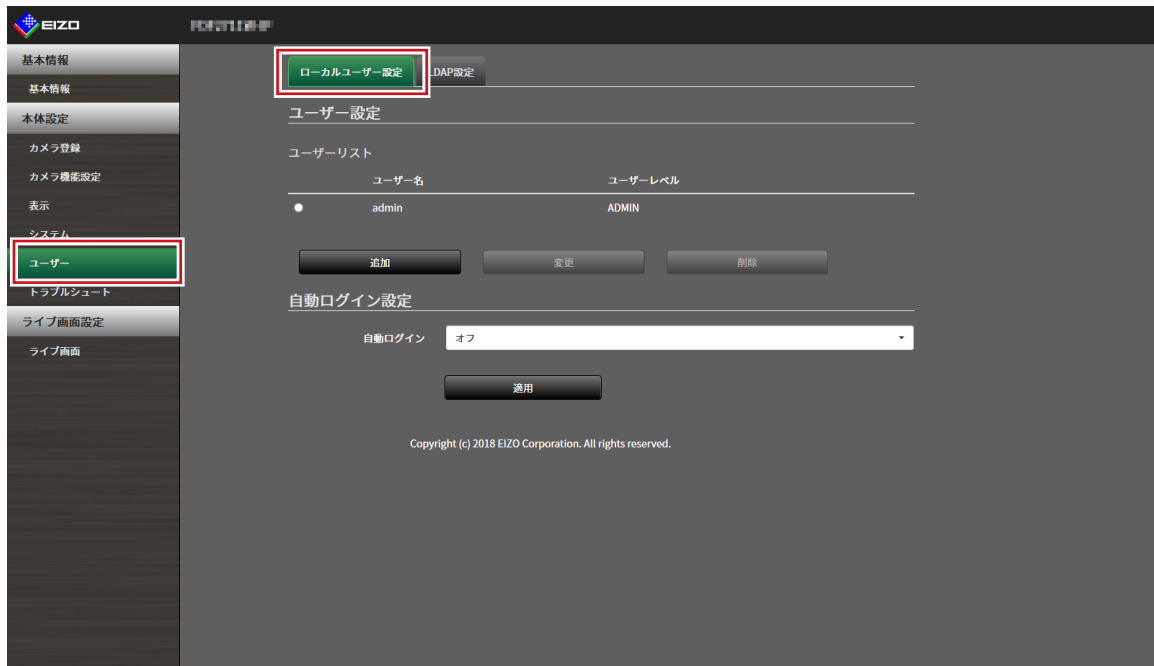 EIZO
基本情報
基本情報
本体設定
カメラ登録
カメラ機能設定
表示
システム
ユーザー
トラブルシュート
ライブ画面設定
ライブ画面
ローカルユーザー設定 LDAP設定
ユーザー設定
ユーザーリスト
ユーザー名 ユーザーレベル
admin ADMIN
追加 変更 削除
自動ログイン設定
自動ログイン オフ
適用
Copyright (c) 2018 EIZO Corporation. All rights reserved.